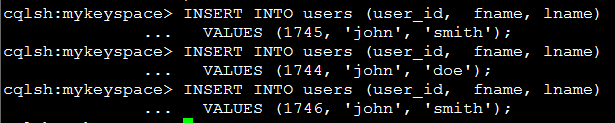 cqlsh:mykeyspace> INSERT INTO users (user_id,  fname, lname)
              ...   VALUES (1745, 'john', 'smith');
cqlsh:mykeyspace> INSERT INTO users (user_id,  fname, lname)
              ...   VALUES (1744, 'john', 'doe');
cqlsh:mykeyspace> INSERT INTO users (user_id,  fname, lname)
              ...   VALUES (1746, 'john', 'smith');